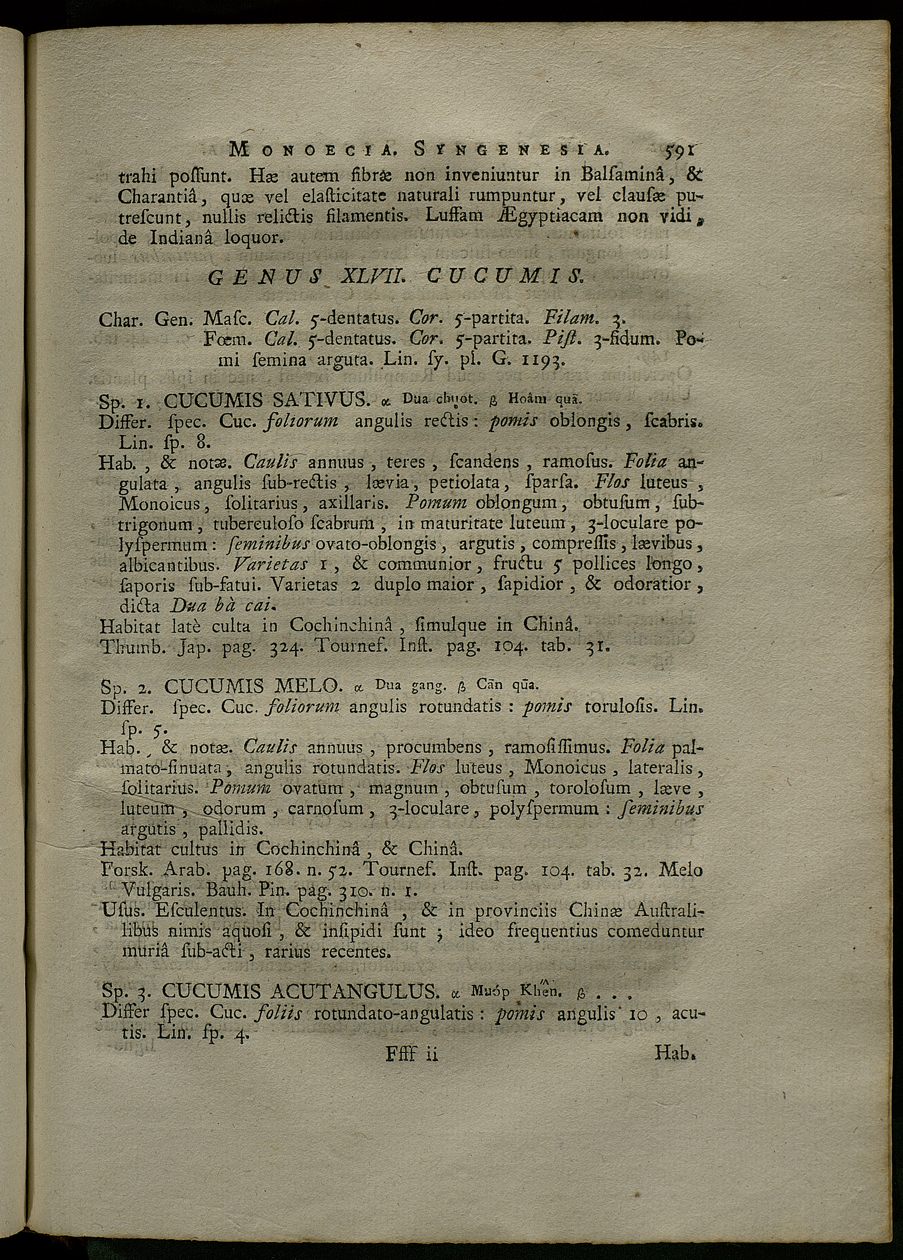 MONOECIA. SYNGENESIA. 591
trahi poſſunt. Hæ autem fibræ non inveniuntur in Balſaminâ, &
Charantiâ, quæ vel elaſticitate naturali rumpuntur, vel clauſæ pu-
treſcunt, nullis relictis filamentis. Luffam Ægyptiacam non vidi,
de Indianâ loquor.
GENUS XLVII. CUCUMIS.
Char. Gen. Maſc. Cal. 5-dentatus. Cor. 5-partita. Filam. 3.
Fœm. Cal. 5-dentatus. Cor. 5-partita. Piſt. 3-fidum. Po-
mi ſemina arguta. Lin. ſy. pl. G. 1193.
Sp. 1. CUCUMIS SATIVUS. α Dua chuọt. β Hoâm quā.
Differ. ſpec. Cuc. foliorum angulis rectis: pomis oblongis, ſcabris.
Lin. ſp. 8.
Hab., & notæ. Caulis annuus, teres, ſcandens, ramoſus. Folia an-
gulata, angulis ſub-rectis, lævia, petiolata, ſparſa. Flos luteus,
Monoicus, ſolitarius, axillaris. Pomum oblongum, obtuſum, ſub-
trigonum, tubereuloſo ſcabrum, in maturitate luteum, 3-loculare po-
lyſpermum: ſeminibus ovato-oblongis, argutis, compreſſis, lævibus,
albicantibus. Varietas 1, & communior, fructu 5 pollices longo,
ſaporis ſub-fatui. Varietas 2 duplo maior, ſapidior, & odoratior,
dicta Dua bà cai.
Habitat latè culta in Cochinchinâ, ſimulque in Chinâ.
Thumb. Jap. pag. 324. Tournef. Inſt. pag. 104. tab. 31.
Sp. 2. CUCUMIS MELO. α Dua gang. β Cān qūa.
Differ. ſpec. Cuc. foliorum angulis rotundatis: pomis toruloſis. Lin.
ſp. 5.
Hab., & notæ. Caulis annuus, procumbens, ramoſiſſimus. Folia pal-
mato-ſinuata, angulis rotundatis. Flos luteus, Monoicus, lateralis,
ſolitarius. Pomum ovatum, magnum, obtuſum, toroloſum, læve,
luteum, odorum, carnoſum, 3-loculare, polyſpermum: ſeminibus
argutis, pallidis.
Habitat cultus in Cochinchinâ, & Chinâ.
Forsk. Arab. pag. 168. n. 52. Tournef. Inſt. pag. 104. tab. 32. Melo
Vulgaris. Bauh. Pin. pag. 310. n. 1.
Uſus. Eſculentus. In Cochinchinâ, & in provinciis Chinæ Auſtrali-
libus nimis aquoſi, & inſipidi ſunt; ideo frequentius comeduntur
muriâ ſub-acti, rarius recentes.
Sp. 3. CUCUMIS ACUTANGULUS. α Muớp Khiên. β . . .
Differ ſpec. Cuc. foliis rotundato-angulatis: pomis angulis 10, acu-
tis. Lin. ſp. 4.
Ffff ii Hab.